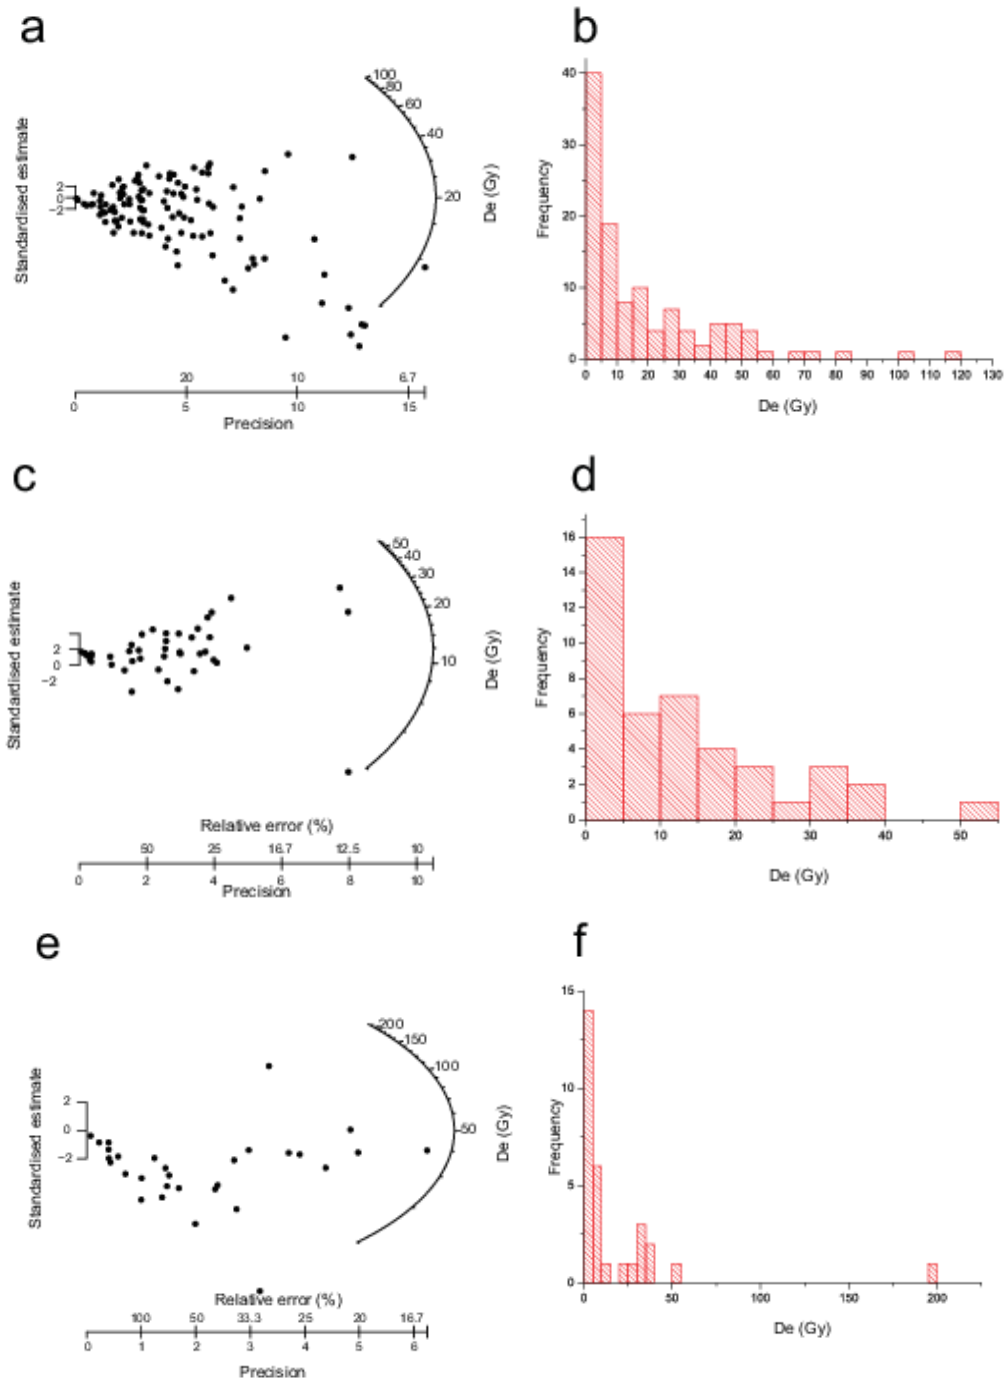 a
Standardised estimate
2
0
−2
100
80
60
40
20
De (Gy)
20 10 6.7
0 5 10 15
Precision
b
Frequency
40
30
20
10
0
0 10 20 30 40 50 60 70 80 90 100 110 120 130
De (Gy)
c
Standardised estimate
2
0
−2
50
40
30
20
10
De (Gy)
Relative error (%)
50 25 16.7 12.5 10
0 2 4 6 8 10
Precision
d
Frequency
16
14
12
10
8
6
4
2
0
0 10 20 30 40 50
De (Gy)
e
Standardised estimate
2
0
−2
200
150
100
50
De (Gy)
Relative error (%)
100 50 33.3 25 20 16.7
0 1 2 3 4 5 6
Precision
f
Frequency
15
10
5
0
0 50 100 150 200
De (Gy)